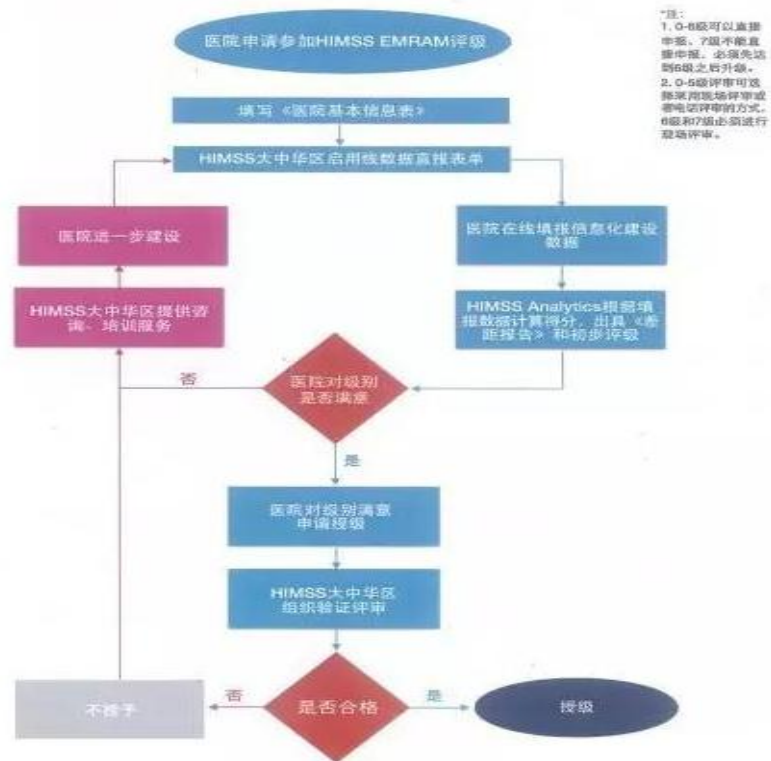 医院申请参加HIMSS EMRAM评级
*注：
1. 0-6级可以直接
申报，7级不能直
接申报，必须先达
到6级之后升级。
2. 0-5级评审可选
择采用现场评审或
者电话评审的方式，
6级和7级必须进行
现场评审。
填写《医院基本信息表》
HIMSS大中华区启用线数据直报表单
医院进一步建设
医院在线填报信息化建设
数据
HIMSS大中华区提供咨
询、培训服务
HIMSS Analytics根据填
报数据计算得分，出具《差
距报告》和初步评级
否
医院对级别
是否满意
是
医院对级别满意
申请授级
HIMSS大中华区
组织验证评审
不授予
否
是否合格
是
授级